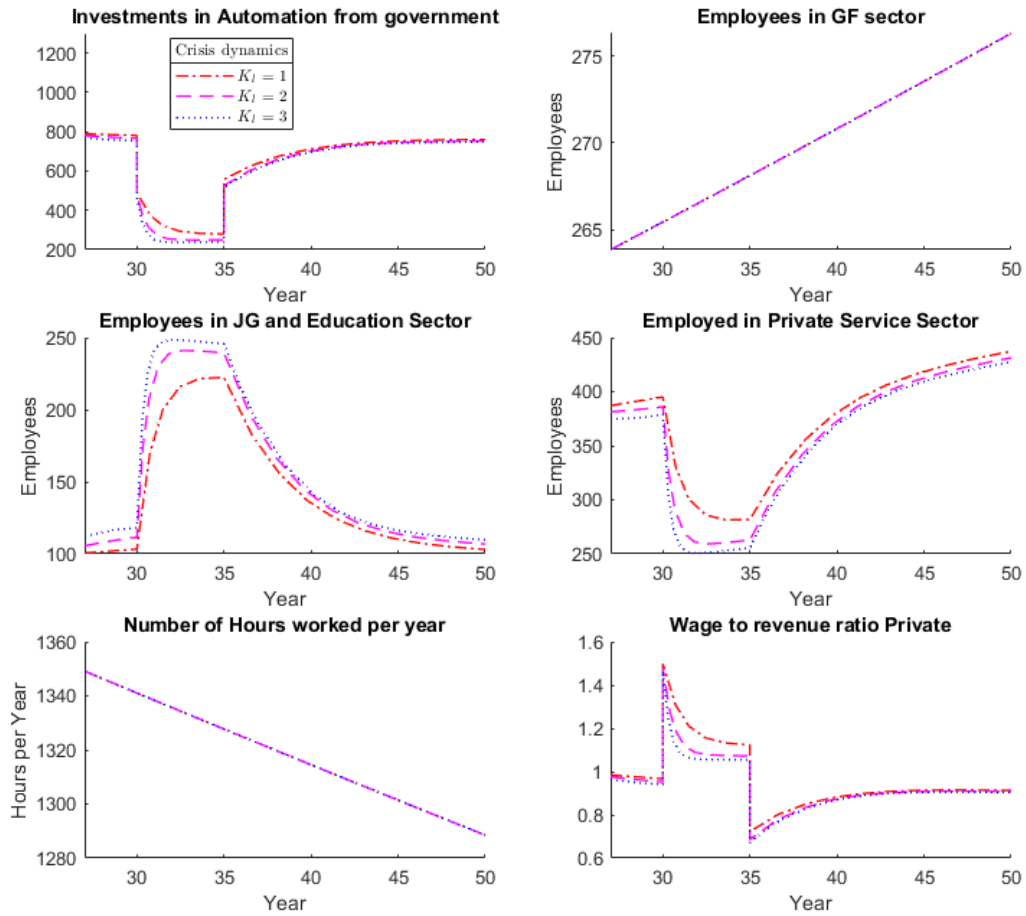 Investments in Automation from government
1200
1000
800
600
400
200
30
35
40
45
50
Year
Crisis dynamics
K_l = 1
K_l = 2
K_l = 3
Employees in GF sector
Employees
275
270
265
30
35
40
45
50
Year
Employees in JG and Education Sector
Employees
250
200
150
100
30
35
40
45
50
Year
Employed in Private Service Sector
Employees
450
400
350
300
250
30
35
40
45
50
Year
Number of Hours worked per year
Hours per Year
1360
1340
1320
1300
1280
30
35
40
45
50
Year
Wage to revenue ratio Private
1.6
1.4
1.2
1
0.8
0.6
30
35
40
45
50
Year